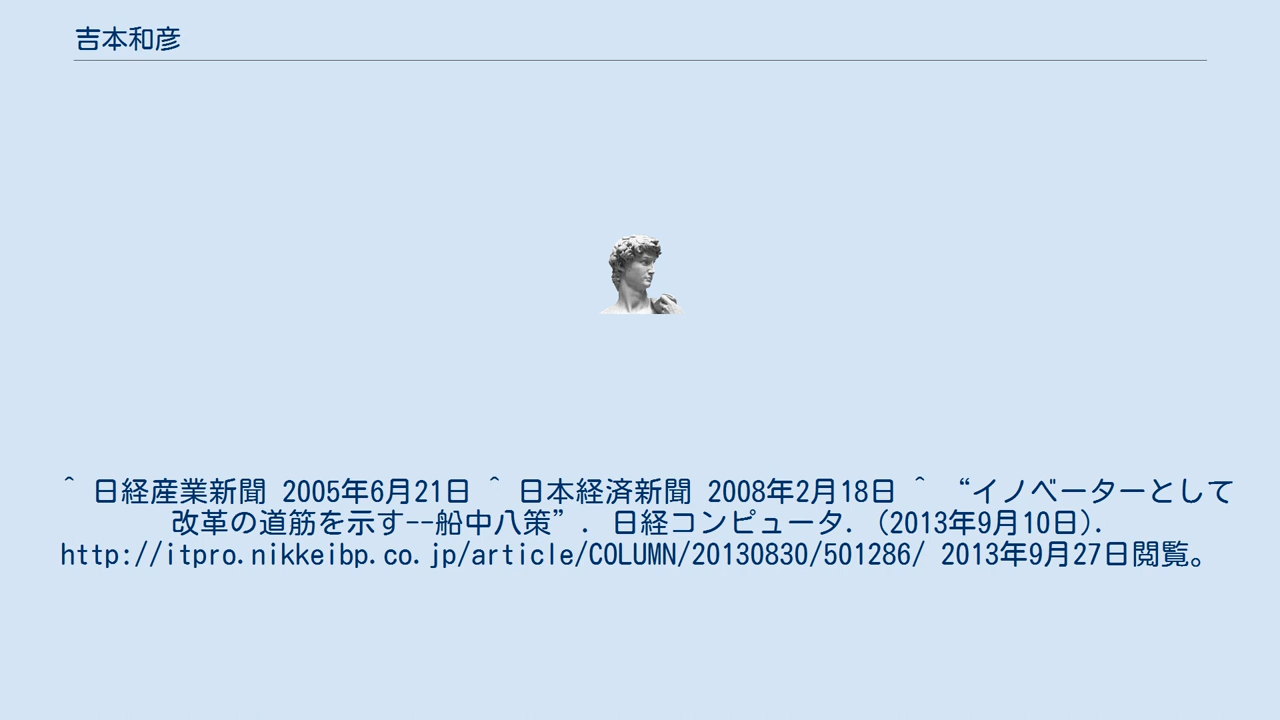 吉本和彦
^ 日経産業新聞 2005年6月21日 ^ 日本経済新聞 2008年2月18日 ^ “イノベーターとして
改革の道筋を示す--船中八策”. 日経コンピュータ. (2013年9月10日).
http://itpro.nikkeibp.co.jp/article/COLUMN/20130830/501286/ 2013年9月27日閲覧。